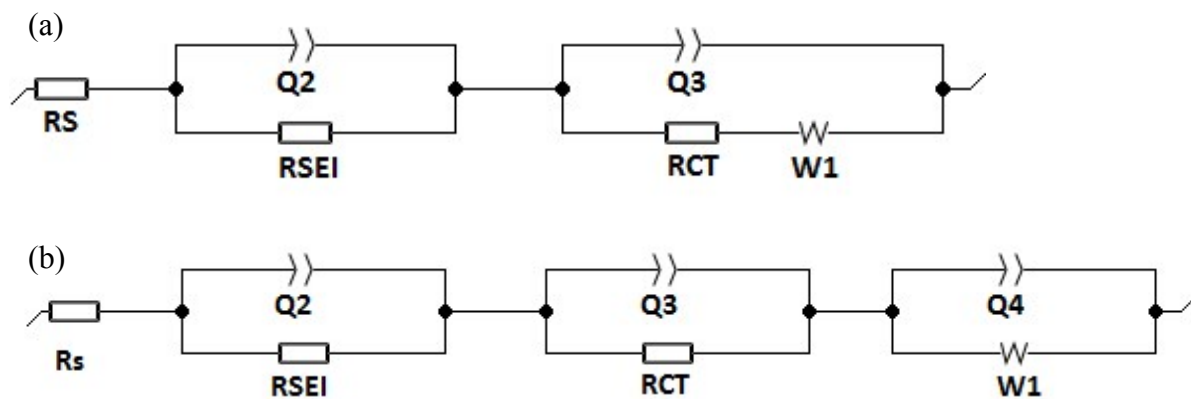 (a)
Q2 Q3
RS
RSEI RCT W1
(b)
Q2 Q3 Q4
Rs
RSEI RCT W1